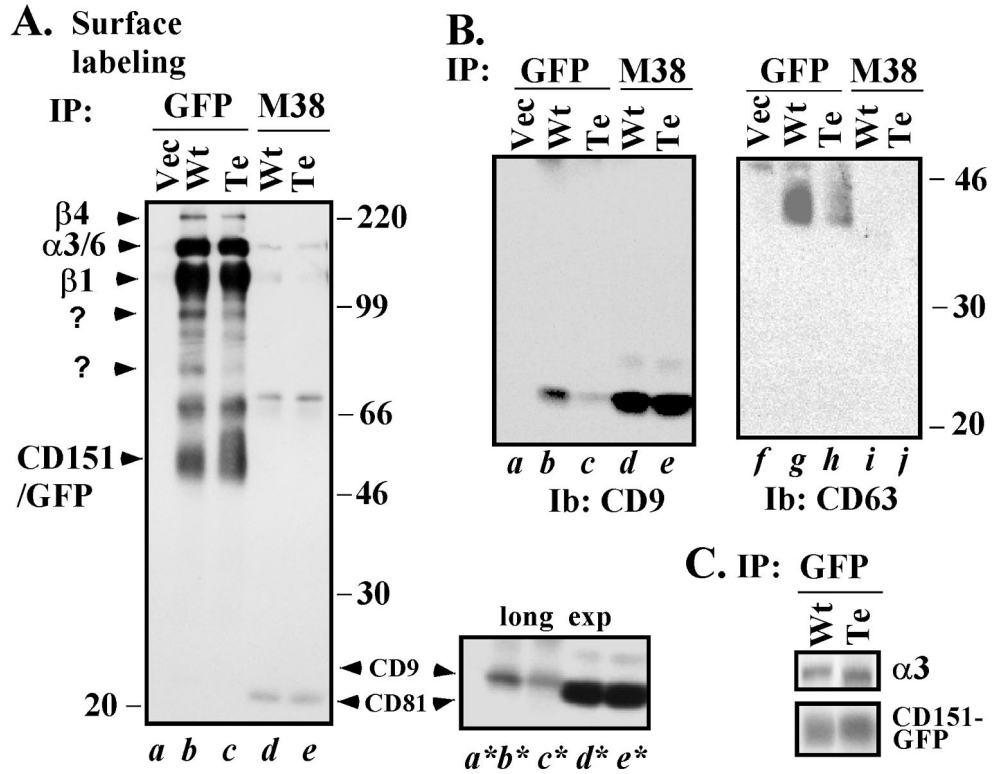 A. Surface
labeling
IP: GFP M38
Vec Wt Te Wt Te
β4
α3/6
β1
?
?
CD151
/GFP
220
99
66
46
30
20
a b c d e
long exp
CD9
CD81
a* b* c* d* e*
B.
IP: GFP M38 GFP M38
Vec Wt Te Wt Te Vec Wt Te Wt Te
46
30
20
a b c d e f g h i j
Ib: CD9 Ib: CD63
C. IP: GFP
Wt Te
α3
CD151-
GFP